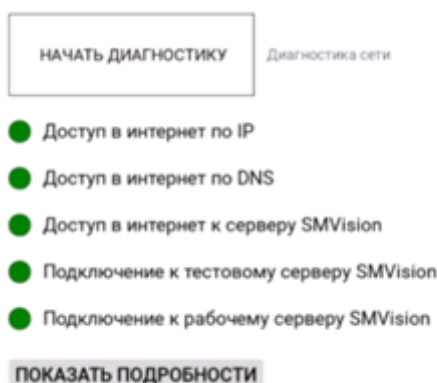 НАЧАТЬ ДИАГНОСТИКУ Диагностика сети
Доступ в интернет по IP
Доступ в интернет по DNS
Доступ в интернет к серверу SMVision
Подключение к тестовому серверу SMVision
Подключение к рабочему серверу SMVision
ПОКАЗАТЬ ПОДРОБНОСТИ